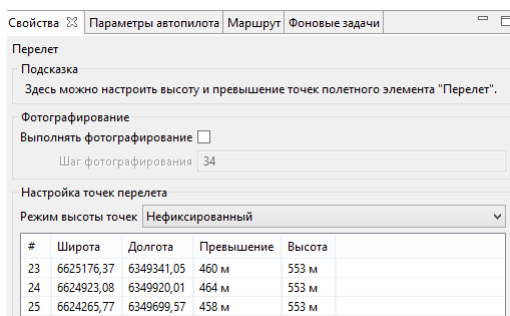 Свойства Параметры автопилота Маршрут Фоновые задачи
Перелет
Подсказка
Здесь можно настроить высоту и превышение точек полетного элемента "Перелет".
Фотографирование
Выполнять фотографирование
Шаг фотографирования 34
Настройка точек перелета
Режим высоты точек Нефиксированный
# Широта Долгота Превышение Высота
23 6625176,37 6349341,05 460 м 553 м
24 6624923,08 6349920,01 464 м 553 м
25 6624265,77 6349699,57 458 м 553 м